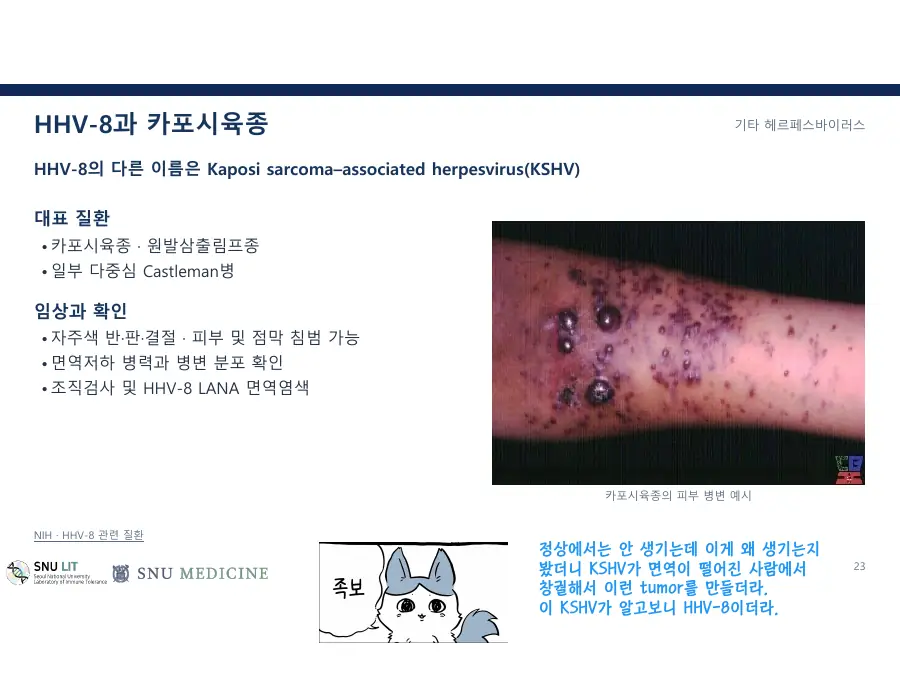 HHV-8과 카포시육종
기타 헤르페스바이러스
HHV-8의 다른 이름은 Kaposi sarcoma–associated herpesvirus(KSHV)
대표 질환
• 카포시육종 · 원발삼출림프종
• 일부 다중심 Castleman병
임상과 확인
• 자주색 반·판·결절 · 피부 및 점막 침범 가능
• 면역저하 병력과 병변 분포 확인
• 조직검사 및 HHV-8 LANA 면역염색
카포시육종의 피부 병변 예시
NIH · HHV-8 관련 질환
SNU LIT
Seoul National University
Laboratory of Immune Tolerance
SNU MEDICINE
족보
정상에서는 안 생기는데 이게 왜 생기는지
봤더니 KSHV가 면역이 떨어진 사람에서
창궐해서 이런 tumor를 만들더라.
이 KSHV가 알고보니 HHV-8이더라.
23